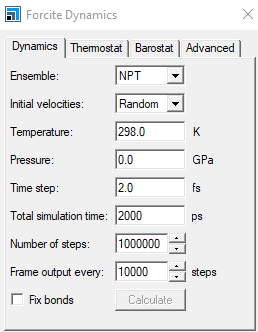 Forcite Dynamics
Dynamics Thermostat Barostat Advanced
Ensemble: NPT
Initial velocities: Random
Temperature: 298.0 K
Pressure: 0.0 GPa
Time step: 2.0 fs
Total simulation time: 2000 ps
Number of steps: 1000000
Frame output every: 10000 steps
Fix bonds Calculate